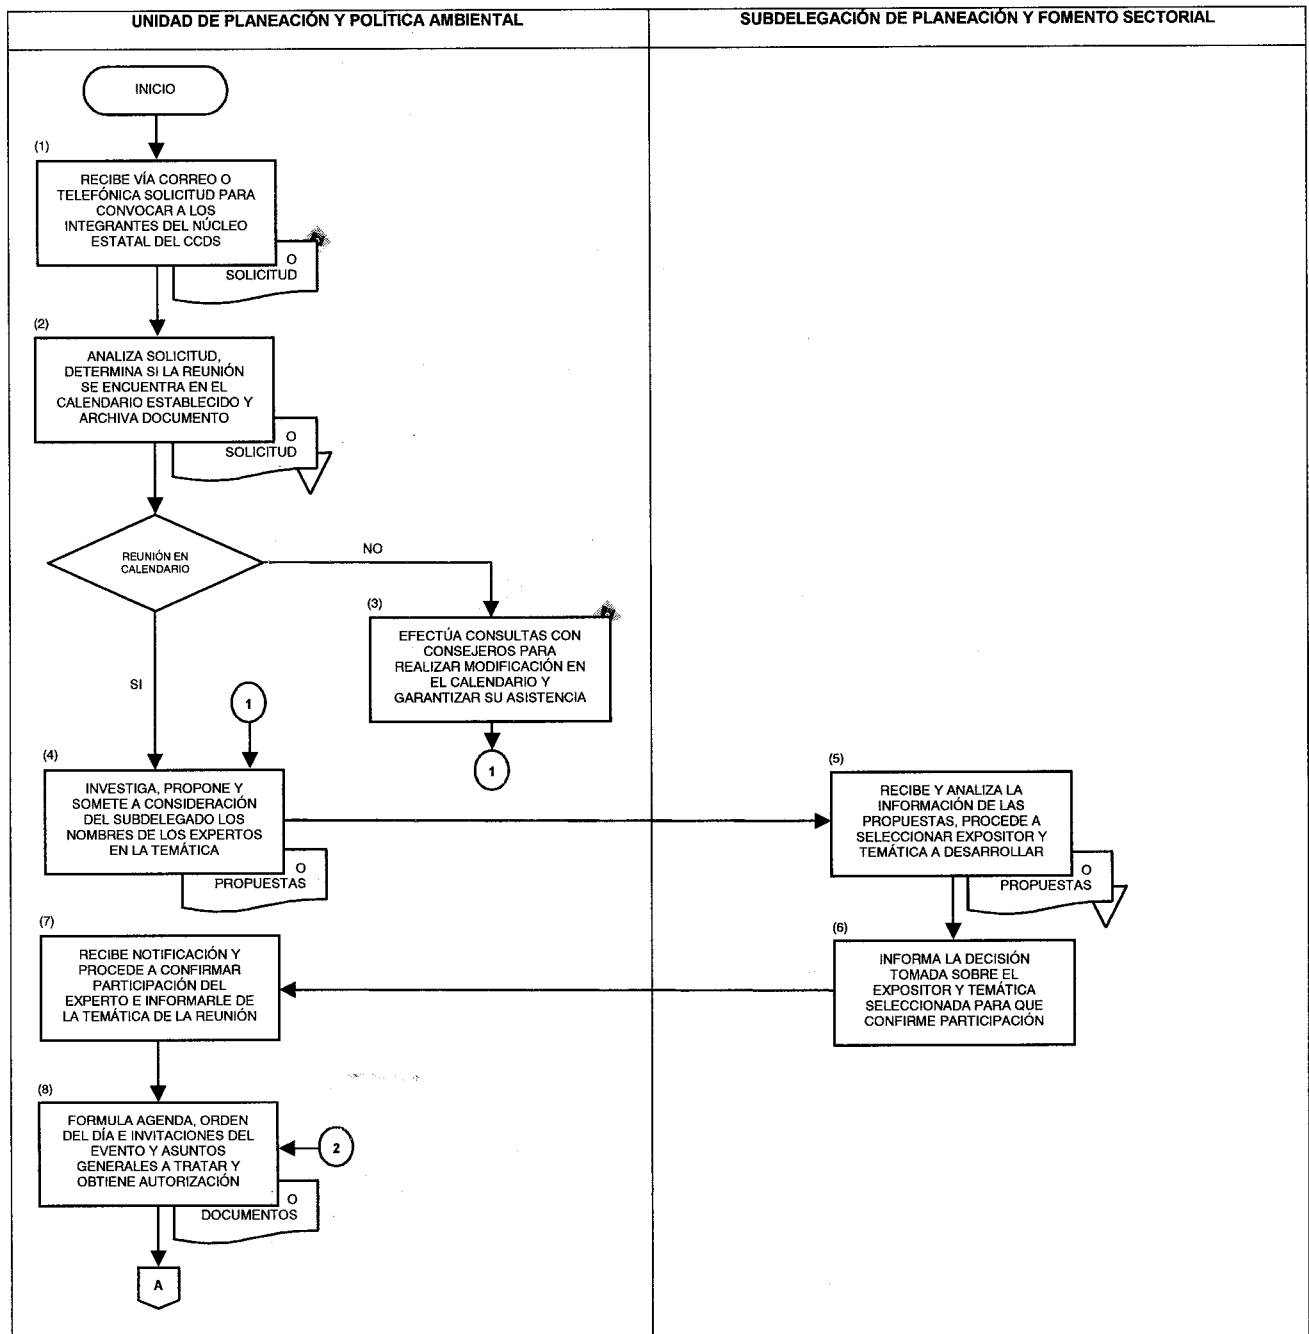 UNIDAD DE PLANEACIÓN Y POLÍTICA AMBIENTAL
SUBDELEGACIÓN DE PLANEACIÓN Y FOMENTO SECTORIAL
INICIO
(1)
RECIBE VÍA CORREO O
TELEFÓNICA SOLICITUD PARA
CONVOCAR A LOS
INTEGRANTES DEL NÚCLEO
ESTATAL DEL CCDS
O
SOLICITUD
(2)
ANALIZA SOLICITUD,
DETERMINA SI LA REUNIÓN
SE ENCUENTRA EN EL
CALENDARIO ESTABLECIDO Y
ARCHIVA DOCUMENTO
O
SOLICITUD
REUNIÓN EN
CALENDARIO
NO
SI
(3)
EFECTÚA CONSULTAS CON
CONSEJEROS PARA
REALIZAR MODIFICACIÓN EN
EL CALENDARIO Y
GARANTIZAR SU ASISTENCIA
1
1
(4)
INVESTIGA, PROPONE Y
SOMETE A CONSIDERACIÓN
DEL SUBDELEGADO LOS
NOMBRES DE LOS EXPERTOS
EN LA TEMÁTICA
O
PROPUESTAS
(5)
RECIBE Y ANALIZA LA
INFORMACIÓN DE LAS
PROPUESTAS, PROCEDE A
SELECCIONAR EXPOSITOR Y
TEMÁTICA A DESARROLLAR
O
PROPUESTAS
(6)
INFORMA LA DECISIÓN
TOMADA SOBRE EL
EXPOSITOR Y TEMÁTICA
SELECCIONADA PARA QUE
CONFIRME PARTICIPACIÓN
(7)
RECIBE NOTIFICACIÓN Y
PROCEDE A CONFIRMAR
PARTICIPACIÓN DEL
EXPERTO E INFORMARLE DE
LA TEMÁTICA DE LA REUNIÓN
(8)
FORMULA AGENDA, ORDEN
DEL DÍA E INVITACIONES DEL
EVENTO Y ASUNTOS
GENERALES A TRATAR Y
OBTIENE AUTORIZACIÓN
2
O
DOCUMENTOS
A